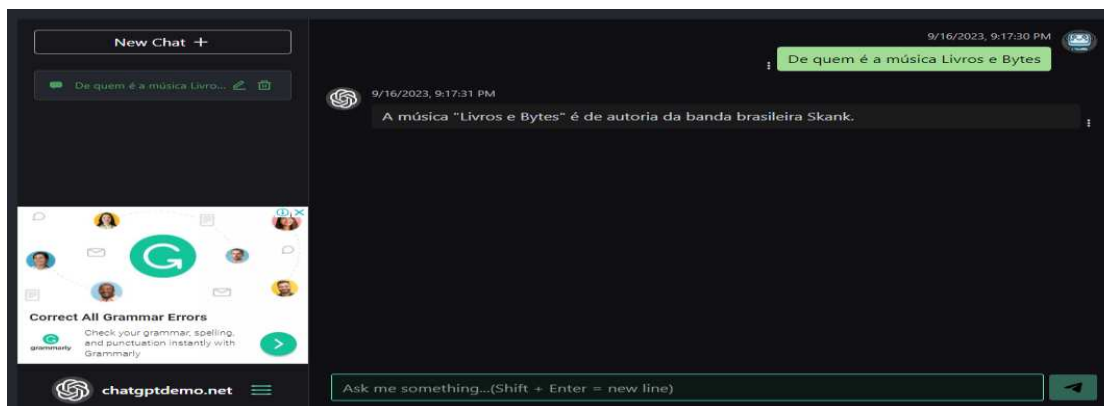 New Chat +
De quem é a música Livro...
Correct All Grammar Errors
grammarly
Check your grammar, spelling,
and punctuation instantly with
Grammarly
chatgptdemo.net
9/16/2023, 9:17:30 PM
De quem é a música Livros e Bytes
9/16/2023, 9:17:31 PM
A música "Livros e Bytes" é de autoria da banda brasileira Skank.
Ask me something...(Shift + Enter = new line)